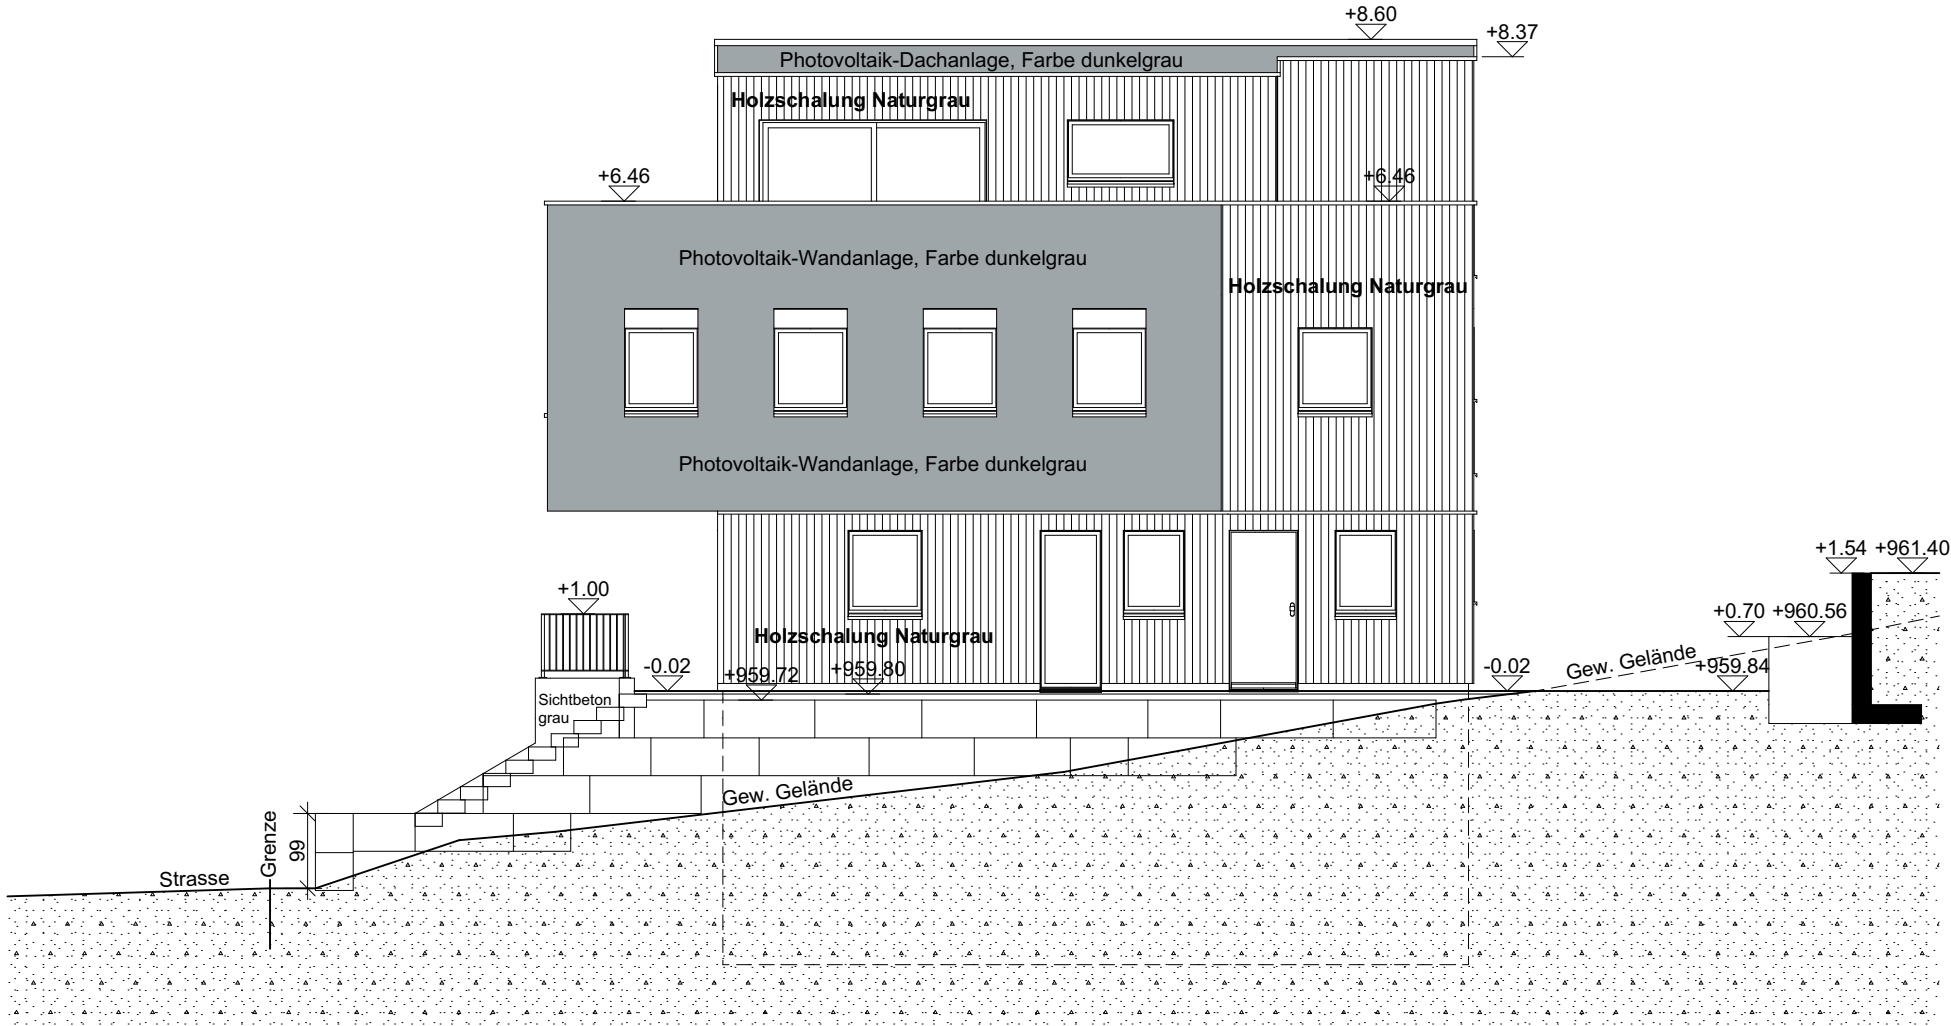 +8.60
+8.37
Photovoltaik-Dachanlage, Farbe dunkelgrau
Holzschalung Naturgrau
+6.46
+6.46
Photovoltaik-Wandanlage, Farbe dunkelgrau
Holzschalung Naturgrau
Photovoltaik-Wandanlage, Farbe dunkelgrau
+1.54 +961.40
+1.00
+0.70 +960.56
Holzschalung Naturgrau
-0.02
+959.72
+959.80
-0.02
Gew. Gelände
+959.84
Sichtbeton
grau
Gew. Gelände
99
Grenze
Strasse